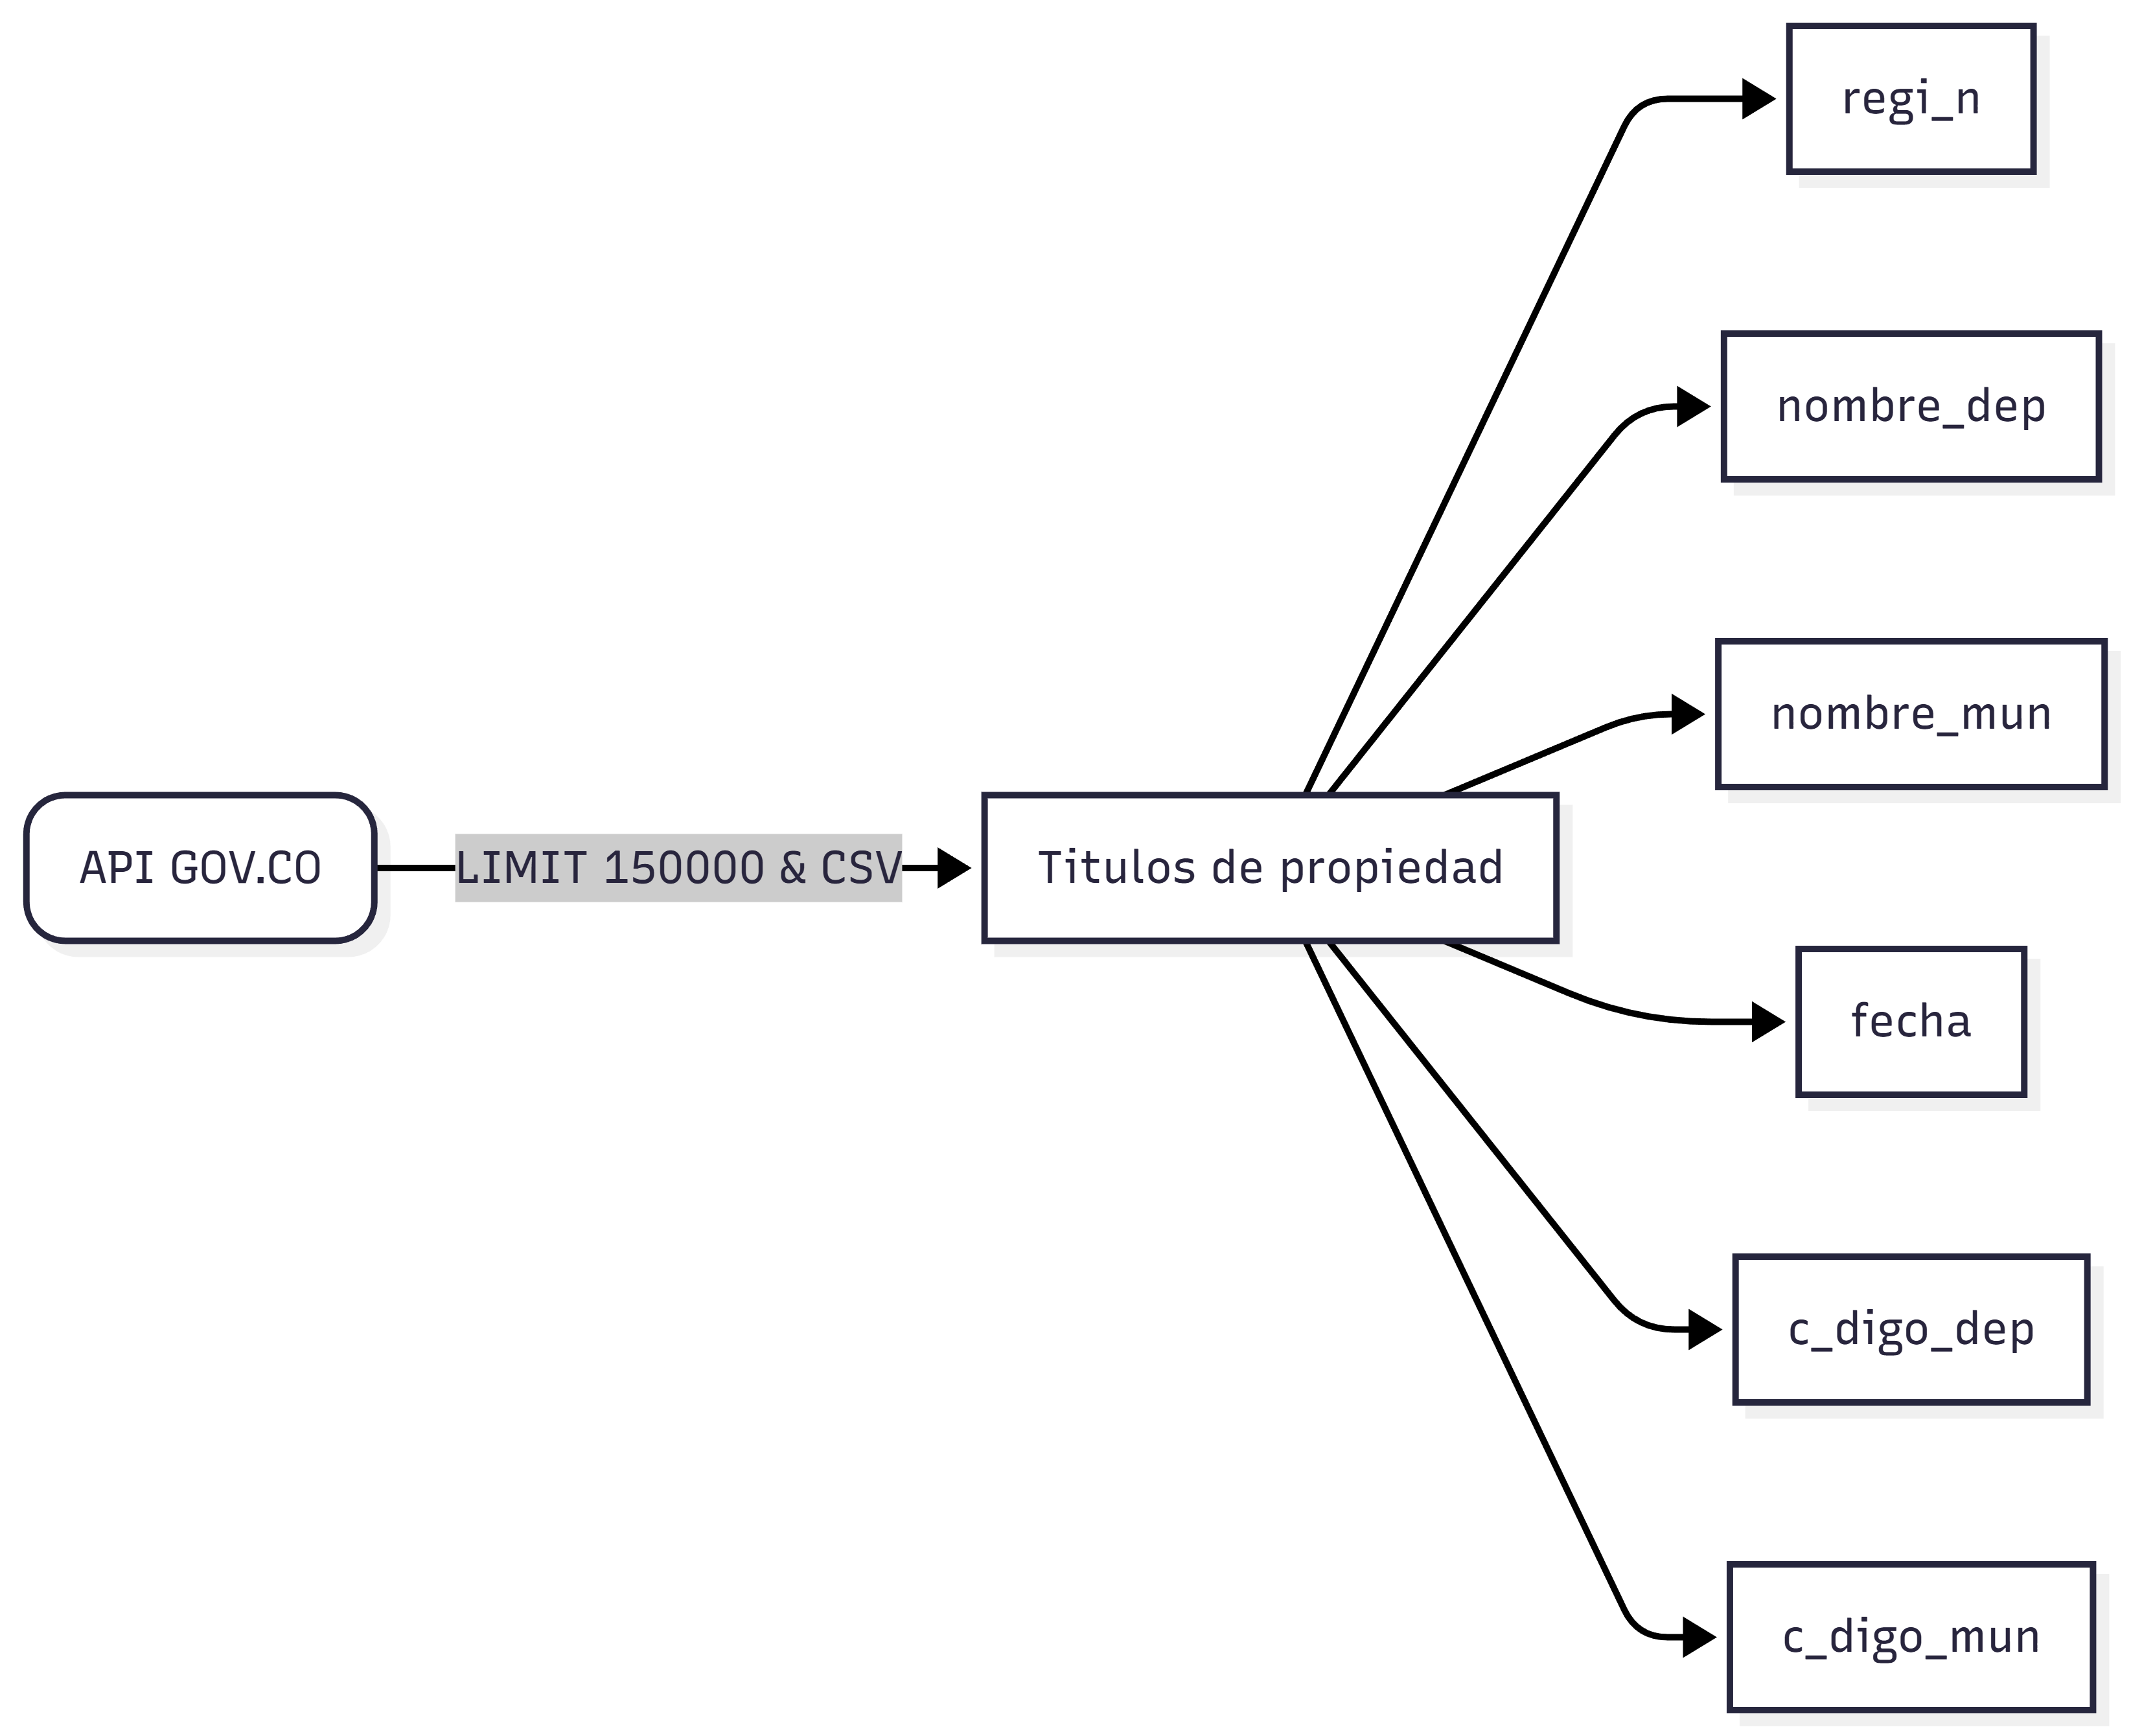 regi_n
nombre_dep
nombre_mun
API GOV.CO
LIMIT 150000 & CSV
Titulos de propiedad
fecha
c_digo_dep
c_digo_mun